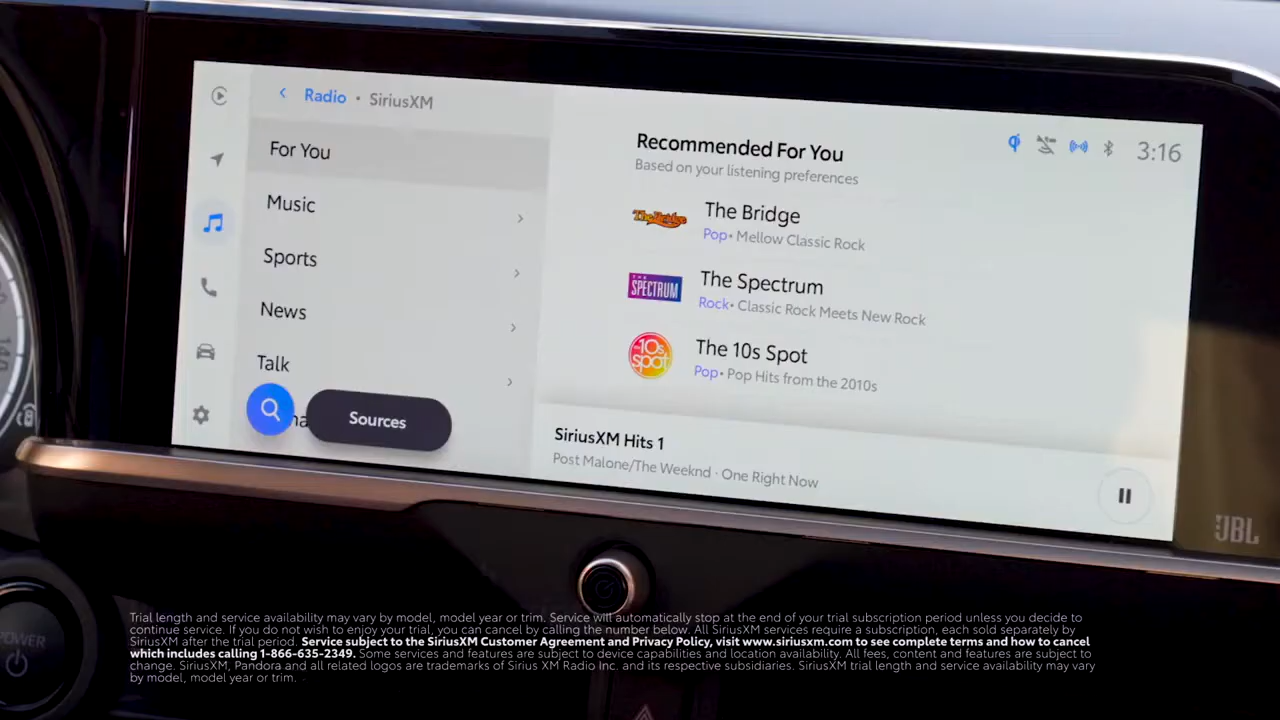 Radio • SiriusXM
For You
Music
Sports
News
Talk
Sources
Recommended For You
Based on your listening preferences
3:16
The Bridge
The Bridge
Pop• Mellow Classic Rock
THE
SPECTRUM
The Spectrum
Rock• Classic Rock Meets New Rock
10s
spot
The 10s Spot
Pop• Pop Hits from the 2010s
SiriusXM Hits 1
Post Malone/The Weeknd · One Right Now
JBL
140
POWER
Trial length and service availability may vary by model, model year or trim. Service will automatically stop at the end of your trial subscription period unless you decide to
continue service. If you do not wish to enjoy your trial, you can cancel by calling the number below. All SiriusXM services require a subscription, each sold separately by
SiriusXM after the trial period. Service subject to the SiriusXM Customer Agreement and Privacy Policy, visit www.siriusxm.com to see complete terms and how to cancel
which includes calling 1-866-635-2349. Some services and features are subject to device capabilities and location availability. All fees, content and features are subject to
change. SiriusXM, Pandora and all related logos are trademarks of Sirius XM Radio Inc. and its respective subsidiaries. SiriusXM trial length and service availability may vary
by model, model year or trim.